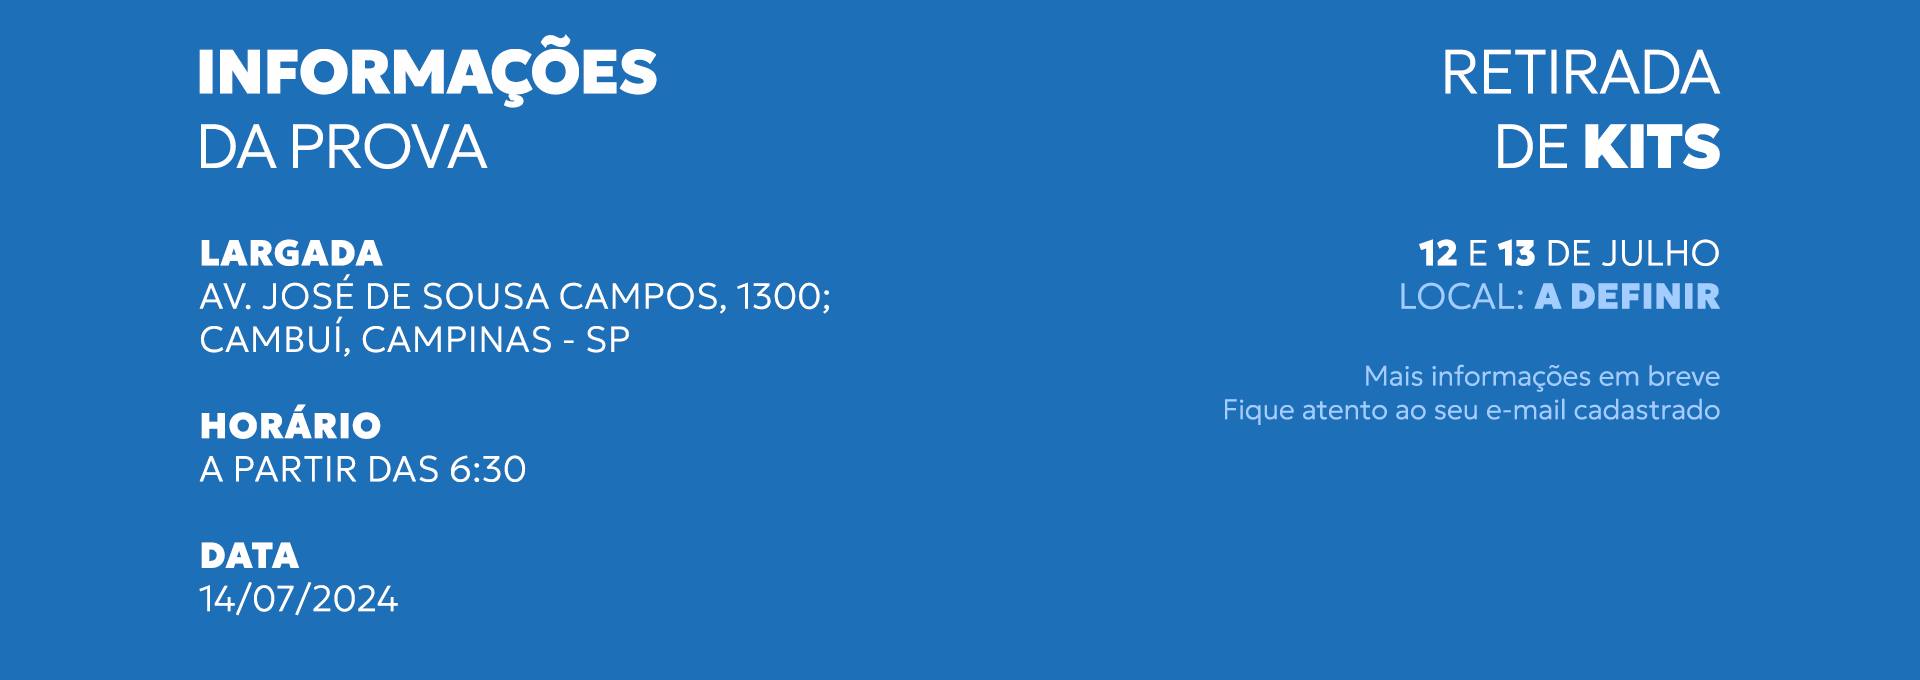 INFORMAÇÕES
DA PROVA
LARGADA
AV. JOSÉ DE SOUSA CAMPOS, 1300;
CAMBUÍ, CAMPINAS - SP
HORÁRIO
A PARTIR DAS 6:30
DATA
14/07/2024
RETIRADA
DE KITS
12 E 13 DE JULHO
LOCAL: A DEFINIR
Mais informações em breve
Fique atento ao seu e-mail cadastrado